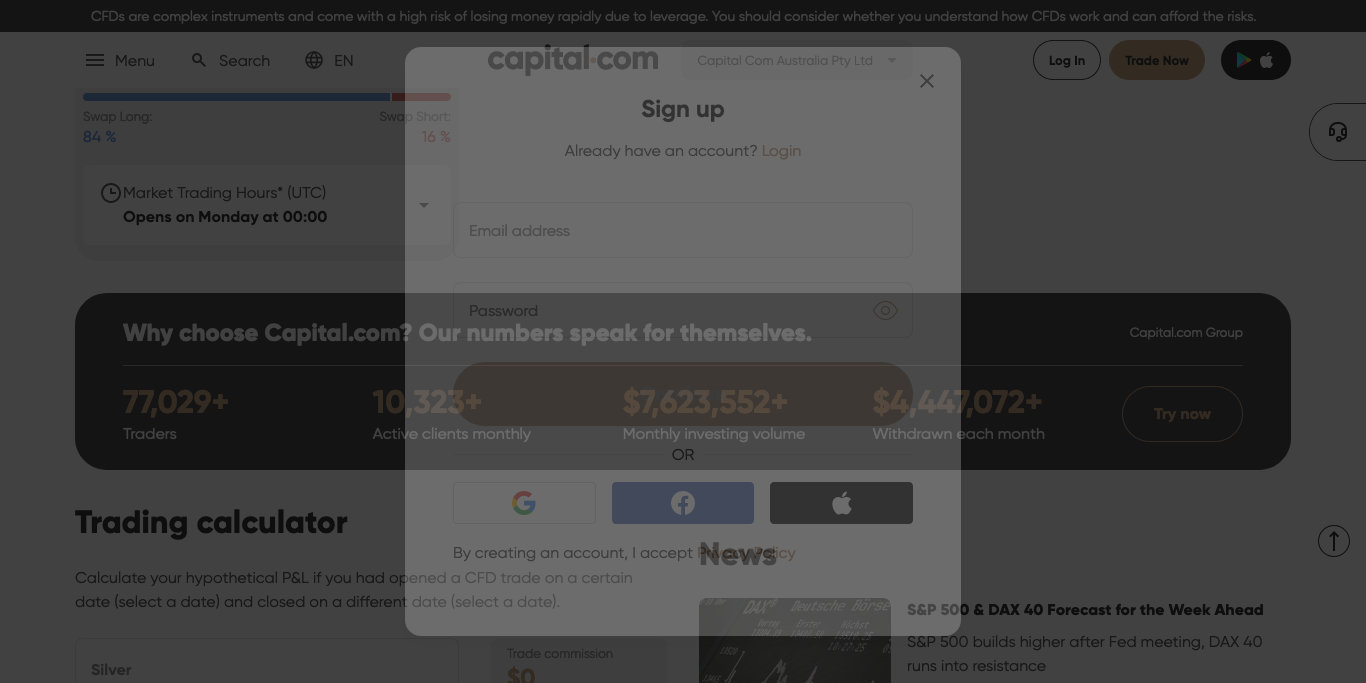 CFDs are complex instruments and come with a high risk of losing money rapidly due to leverage. You should consider whether you understand how CFDs work and can afford the risks.
Menu
Search
EN
capital.com
Capital Com Australia Pty Ltd
Log In
Trade Now
Swap Long:
Swap Short:
84 %
16 %
Market Trading Hours* (UTC)
Opens on Monday at 00:00
Sign up
Already have an account? Login
Email address
Password
Why choose Capital.com? Our numbers speak for themselves.
Capital.com Group
77,029+
Traders
10,323+
Active clients monthly
$7,623,552+
Monthly investing volume
$4,447,072+
Withdrawn each month
Try now
OR
By creating an account, I accept Privacy Policy
Trading calculator
Calculate your hypothetical P&L if you had opened a CFD trade on a certain
date (select a date) and closed on a different date (select a date).
Silver
Trade commission
$0
News
DAX Deutsche Börse
S&P 500 & DAX 40 Forecast for the Week Ahead
S&P 500 builds higher after Fed meeting, DAX 40
runs into resistance